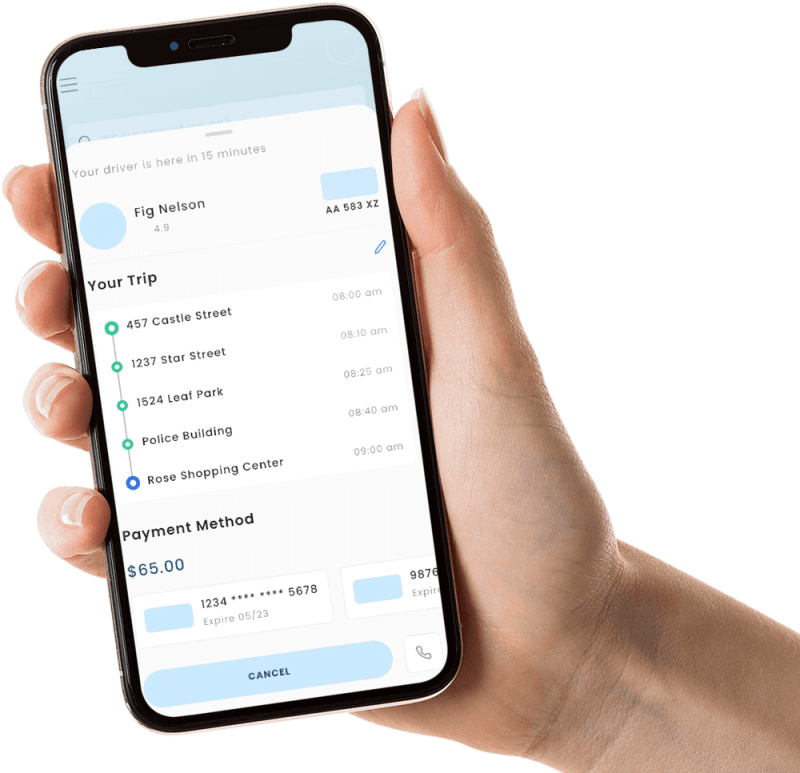 Your driver is here in 15 minutes
Fig Nelson
4.9
AA 583 XZ
Your Trip
457 Castle Street 08:00 am
1237 Star Street 08:10 am
1524 Leaf Park 08:25 am
Police Building 08:40 am
Rose Shopping Center 09:00 am
Payment Method
$65.00
1234 **** **** 5678 9876
Expire 05/23 Expire
CANCEL